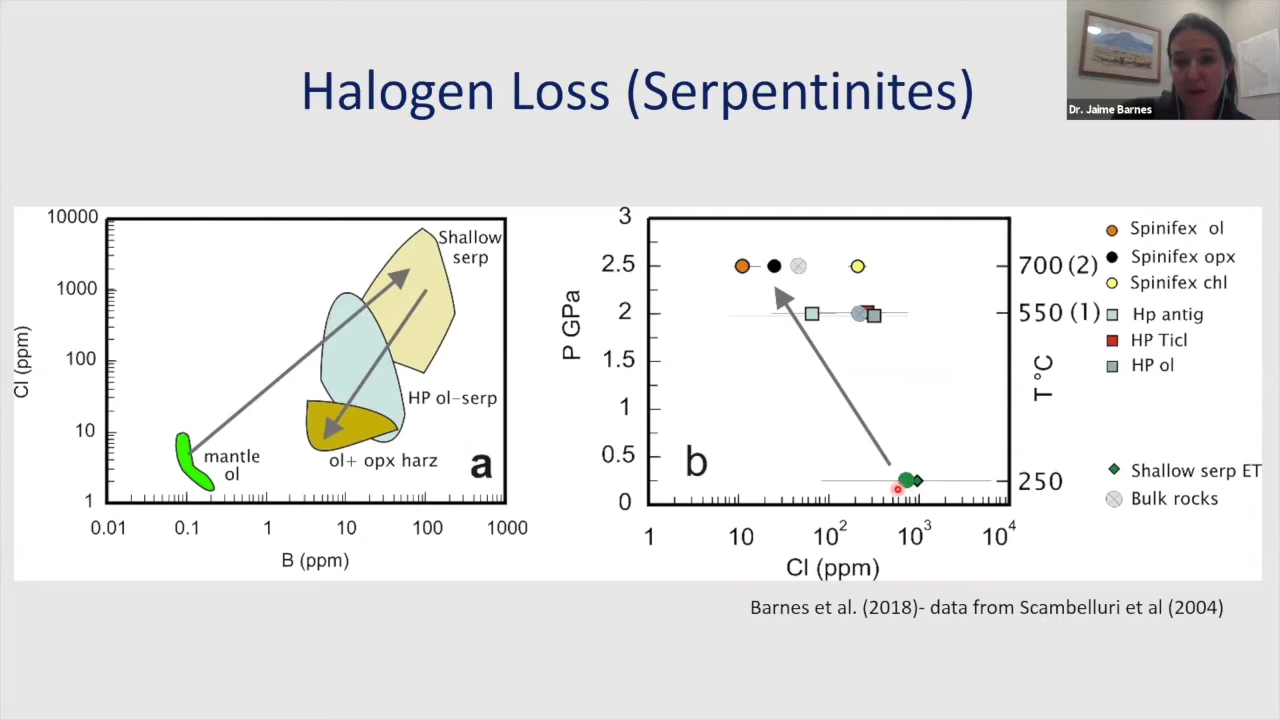 Halogen Loss (Serpentinites)
Dr. Jaime Barnes
10000
1000
100
10
1
Cl (ppm)
0.01 0.1 1 10 100 1000
B (ppm)
Shallow
serp
HP ol-serp
mantle
ol
ol+ opx harz
a
3
2.5
2
1.5
1
0.5
0
P GPa
b
1 10 10² 10³ 10⁴
Cl (ppm)
700 (2)
550 (1)
250
T°C
Spinifex ol
Spinifex opx
Spinifex chl
Hp antig
HP Ticl
HP ol
Shallow serp ET
Bulk rocks
Barnes et al. (2018)- data from Scambelluri et al (2004)